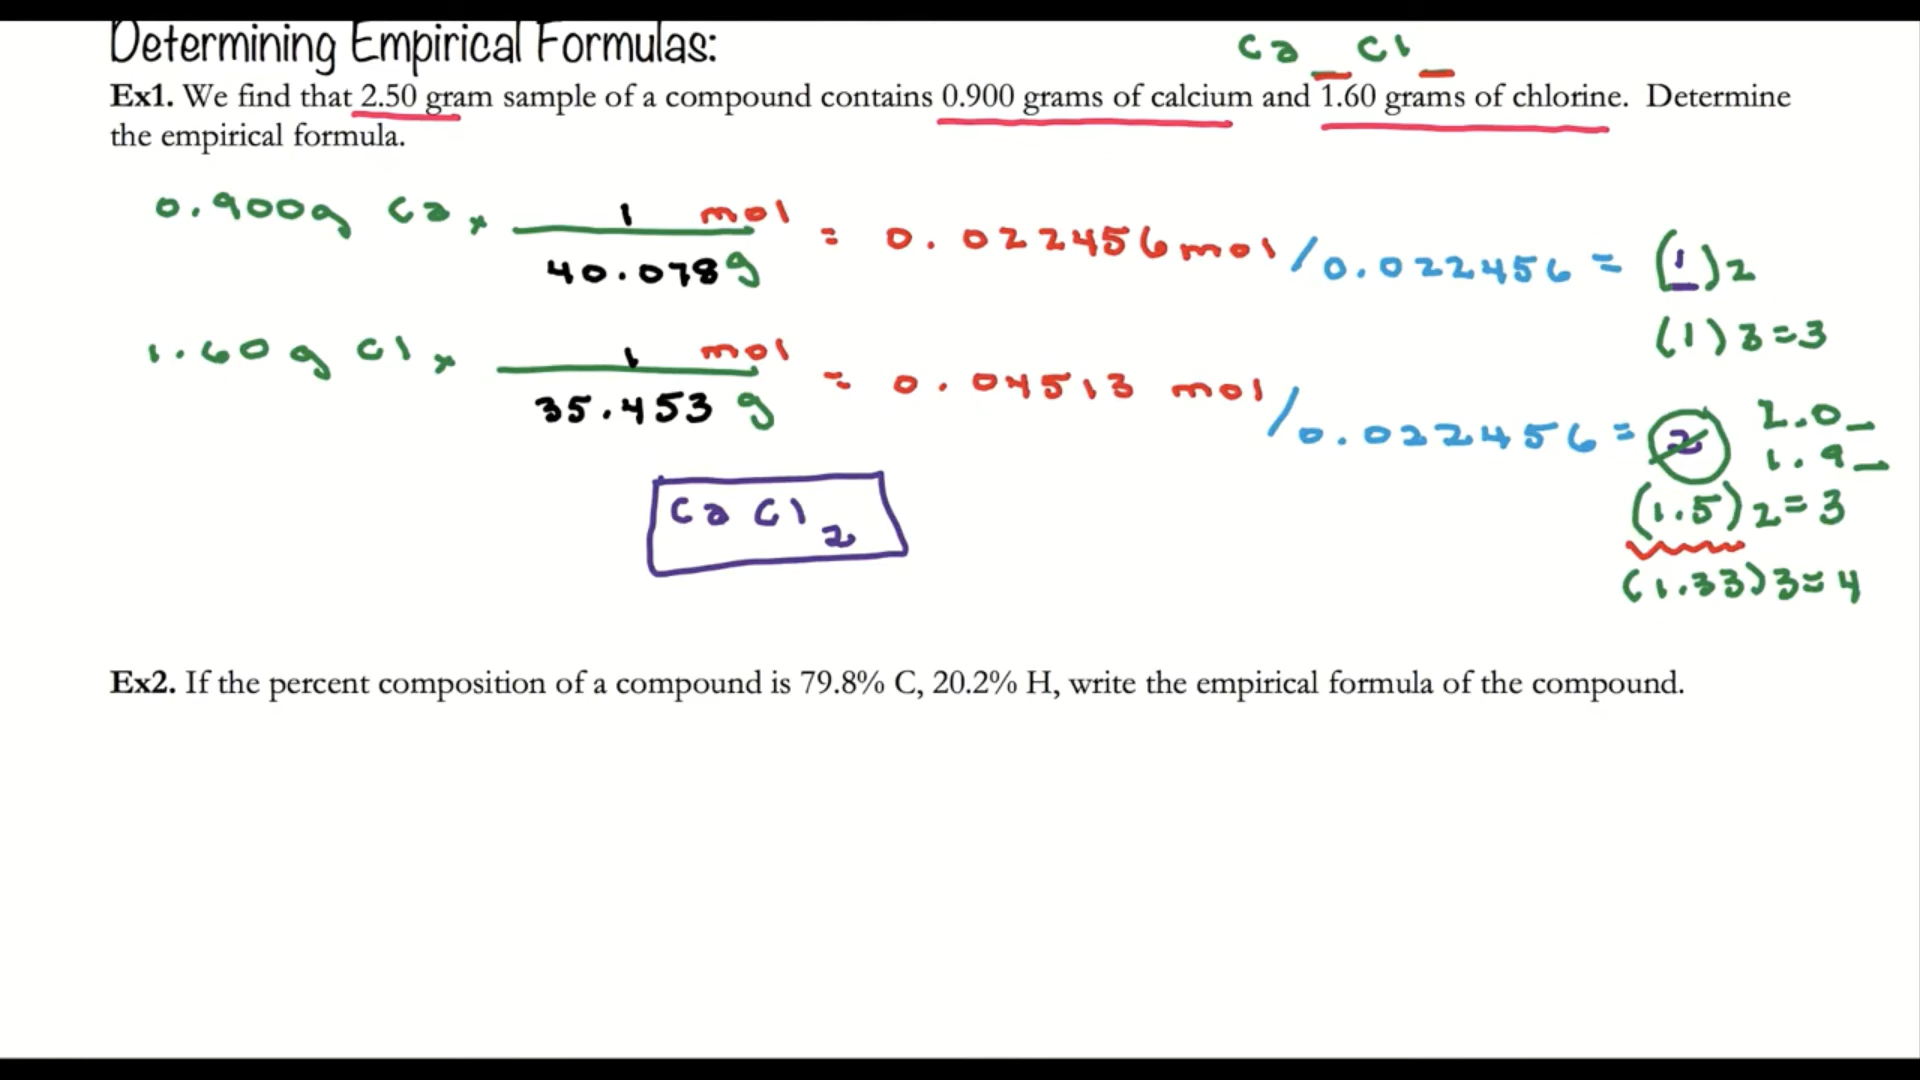 Determining Empirical Formulas:
Ca _ Cl _
Ex1. We find that 2.50 gram sample of a compound contains 0.900 grams of calcium and 1.60 grams of chlorine. Determine
the empirical formula.
0.900g Ca x 1 mol / 40.078g = 0.022456 mol / 0.022456 = (1)2
(1)3=3
1.60g Cl x 1 mol / 35.453 g = 0.04513 mol / 0.022456 = 2
2.0_
1.9_
(1.5)2=3
(1.33)3=4
CaCl2
Ex2. If the percent composition of a compound is 79.8% C, 20.2% H, write the empirical formula of the compound.